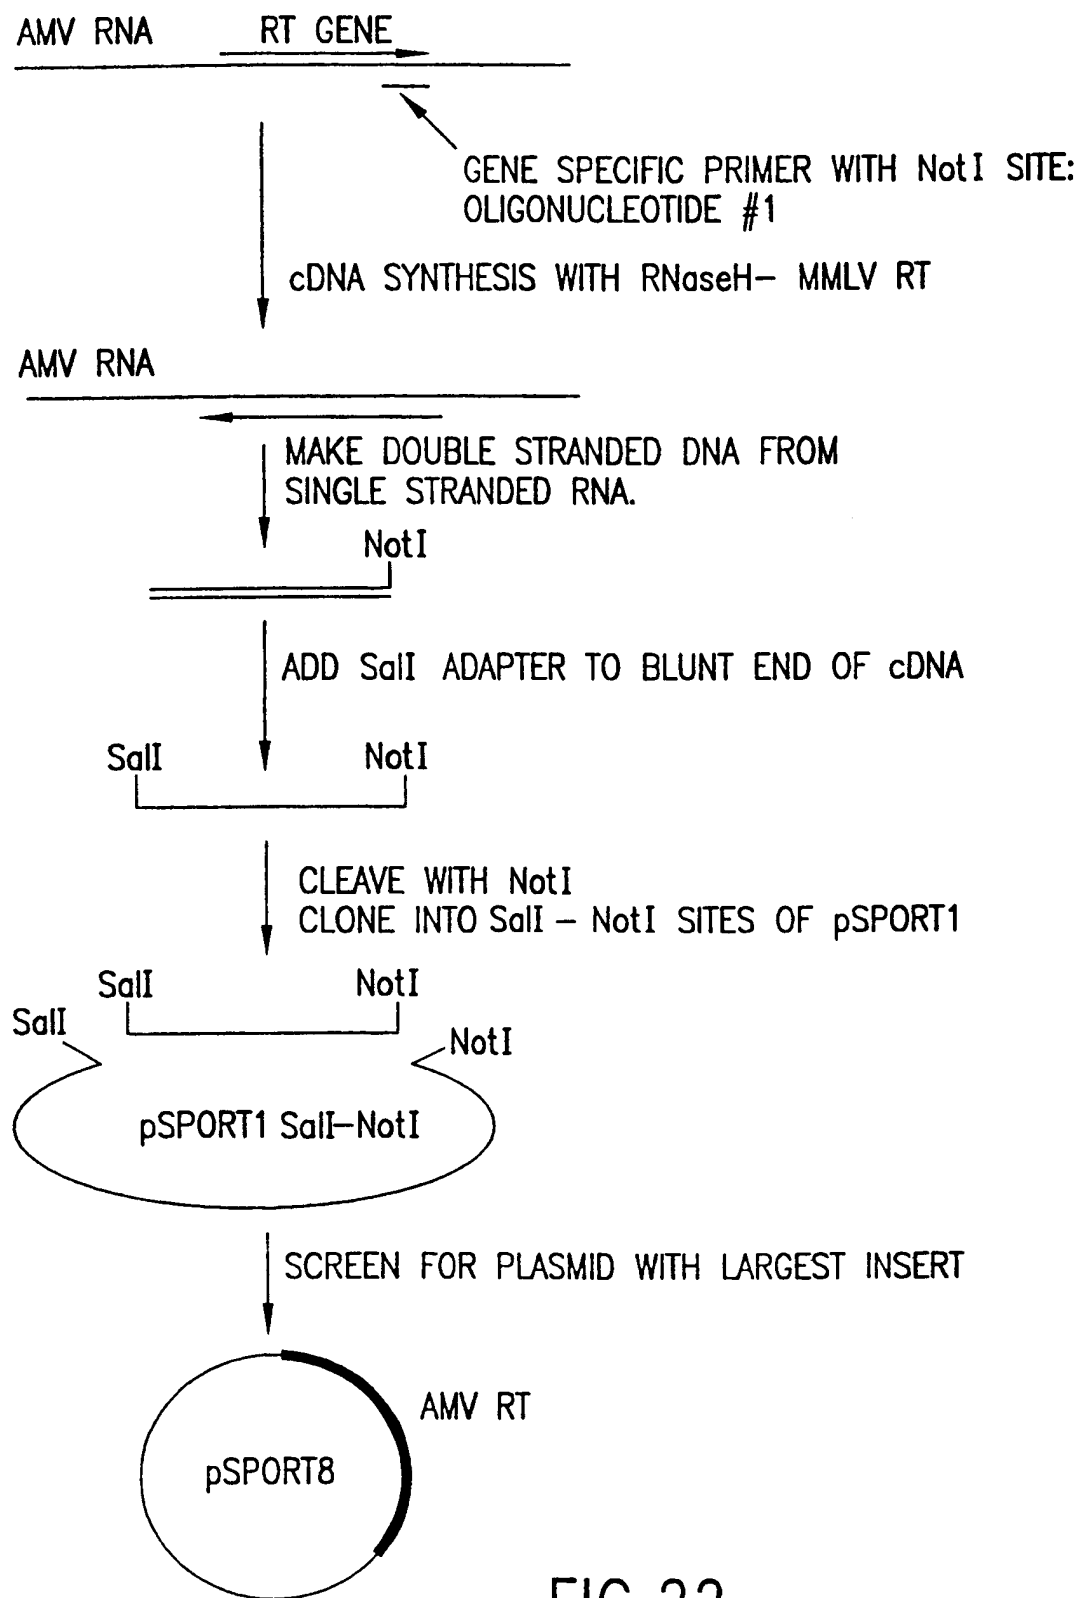 AMV RNA RT GENE
GENE SPECIFIC PRIMER WITH NotI SITE:
OLIGONUCLEOTIDE #1
cDNA SYNTHESIS WITH RNaseH– MMLV RT
AMV RNA
MAKE DOUBLE STRANDED DNA FROM
SINGLE STRANDED RNA.
NotI
ADD SalI ADAPTER TO BLUNT END OF cDNA
SalI NotI
CLEAVE WITH NotI
CLONE INTO SalI – NotI SITES OF pSPORT1
SalI NotI
SalI NotI
pSPORT1 SalI–NotI
SCREEN FOR PLASMID WITH LARGEST INSERT
AMV RT
pSPORT8